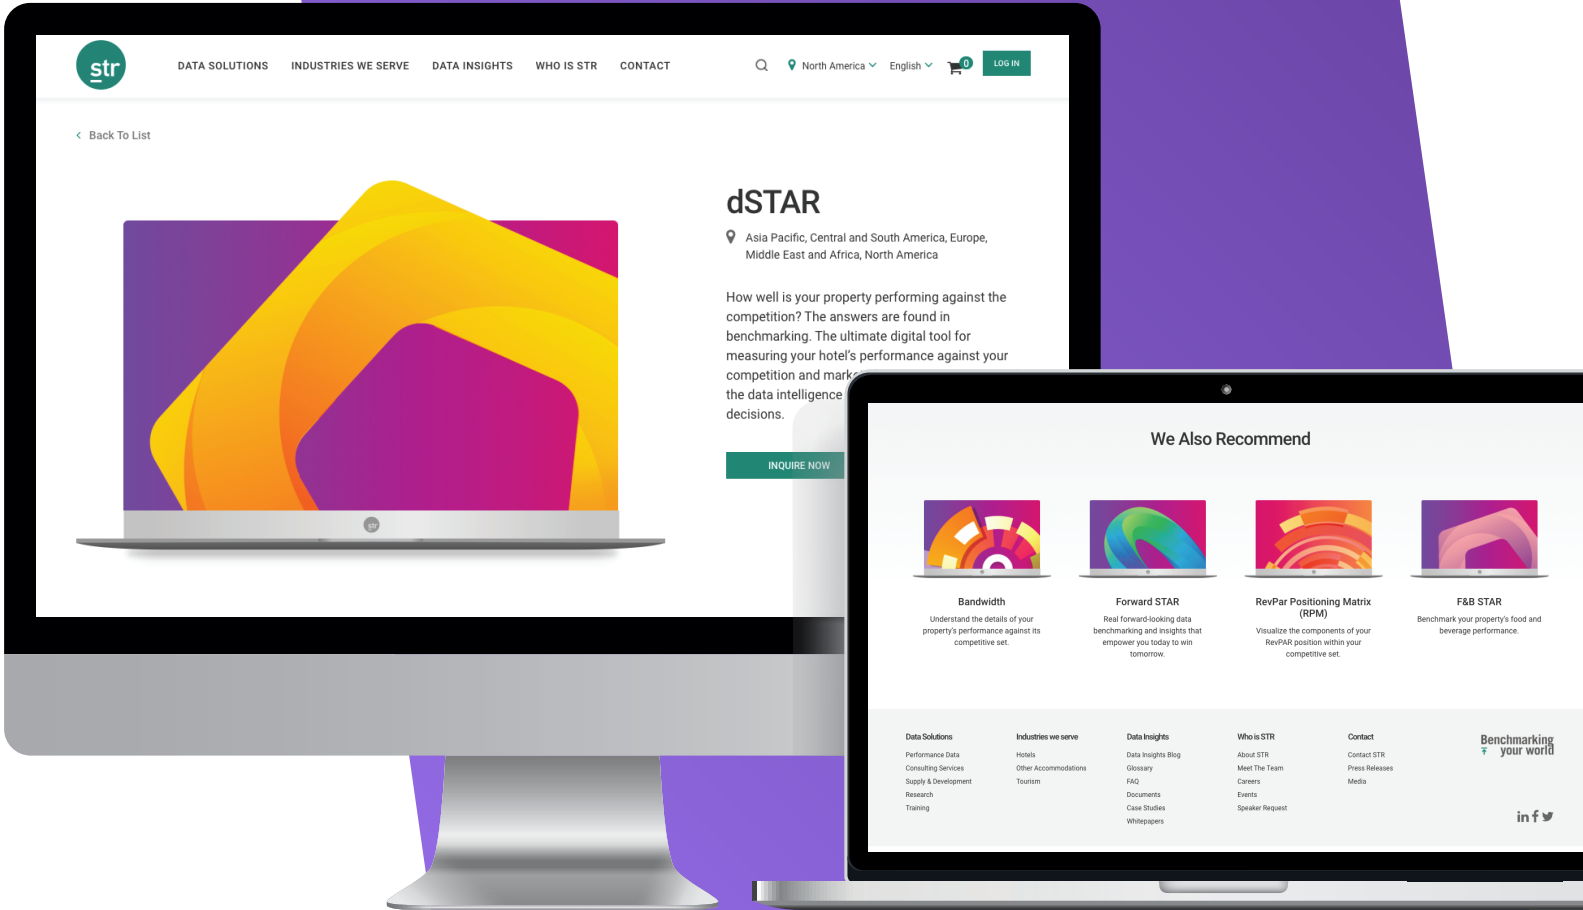 str
DATA SOLUTIONS
INDUSTRIES WE SERVE
DATA INSIGHTS
WHO IS STR
CONTACT
North America
English
0
LOG IN
Back To List
str
dSTAR
Asia Pacific, Central and South America, Europe,
Middle East and Africa, North America
How well is your property performing against the
competition? The answers are found in
benchmarking. The ultimate digital tool for
measuring your hotel's performance against your
competition and
the data intelligence
decisions.
INQUIRE NOW
We Also Recommend
Bandwidth
Understand the details of your
property's performance against its
competitive set.
Forward STAR
Real forward-looking data
benchmarking and insights that
empower you today to win
tomorrow.
RevPar Positioning Matrix
(RPM)
Visualize the components of your
RevPAR position within your
competitive set.
F&B STAR
Benchmark your property's food and
beverage performance.
Data Solutions
Performance Data
Consulting Services
Supply & Development
Research
Training
Industries we serve
Hotels
Other Accommodations
Tourism
Data Insights
Data Insights Blog
Glossary
FAQ
Documents
Case Studies
Whitepapers
Who is STR
About STR
Meet The Team
Careers
Events
Speaker Request
Contact
Contact STR
Press Releases
Media
Benchmarking
your world